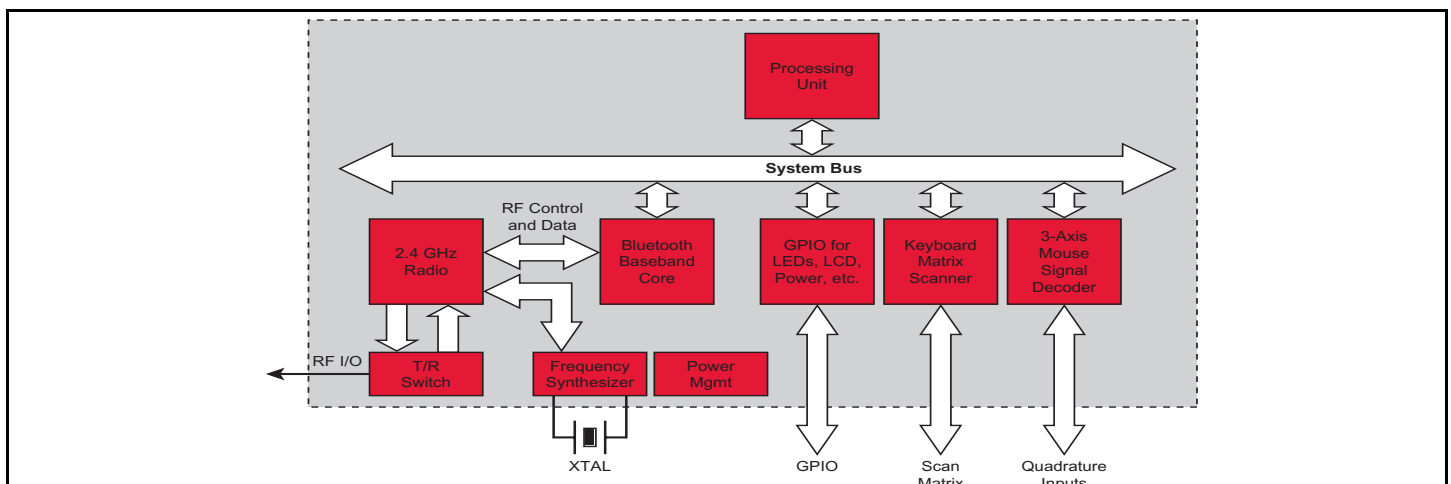 Processing
Unit
System Bus
RF Control
and Data
2.4 GHz
Radio
Bluetooth
Baseband
Core
GPIO for
LEDs, LCD,
Power, etc.
Keyboard
Matrix
Scanner
3-Axis
Mouse
Signal
Decoder
RF I/O
T/R
Switch
Frequency
Synthesizer
Power
Mgmt
XTAL
GPIO
Scan
Matrix
Quadrature
Inputs